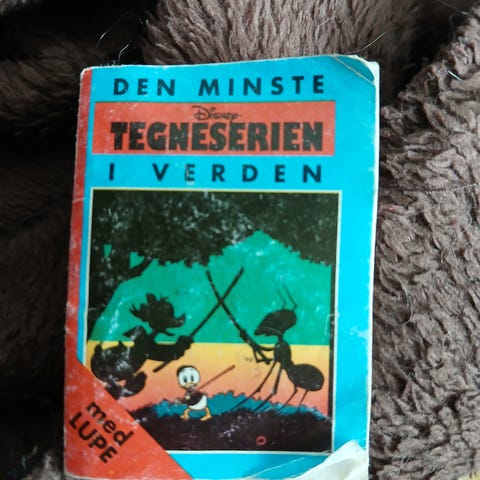 DEN MINSTE
Disney
TEGNESERIEN
I VERDEN
med
LUPE